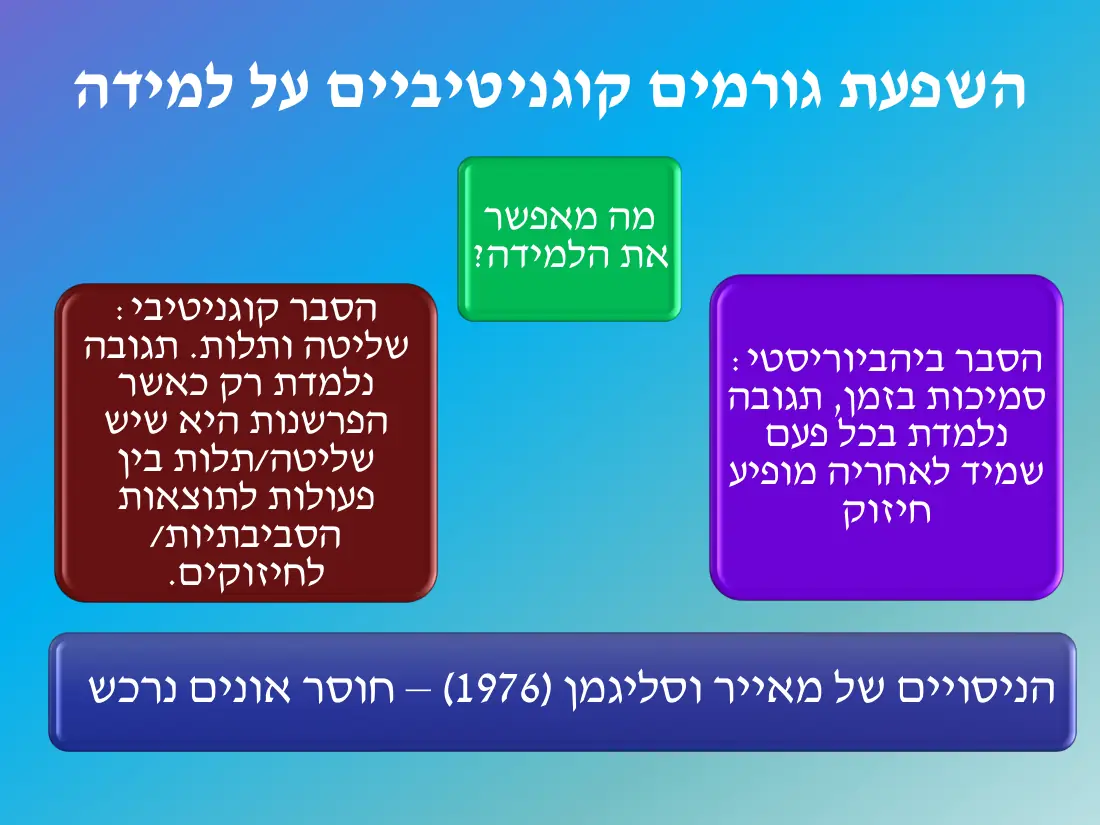 השפעת גורמים קוגניטיביים על למידה
מה מאפשר
את הלמידה?
הסבר ביהביוריסטי :
סמיכות בזמן, תגובה
נלמדת בכל פעם
שמיד לאחריה מופיע
חיזוק
הסבר קוגניטיבי :
שליטה ותלות. תגובה
נלמדת רק כאשר
הפרשנות היא שיש
שליטה/תלות בין
פעולות לתוצאות
הסביבתיות/
לחיזוקים.
הניסויים של מאייר וסליגמן (1976) – חוסר אונים נרכש